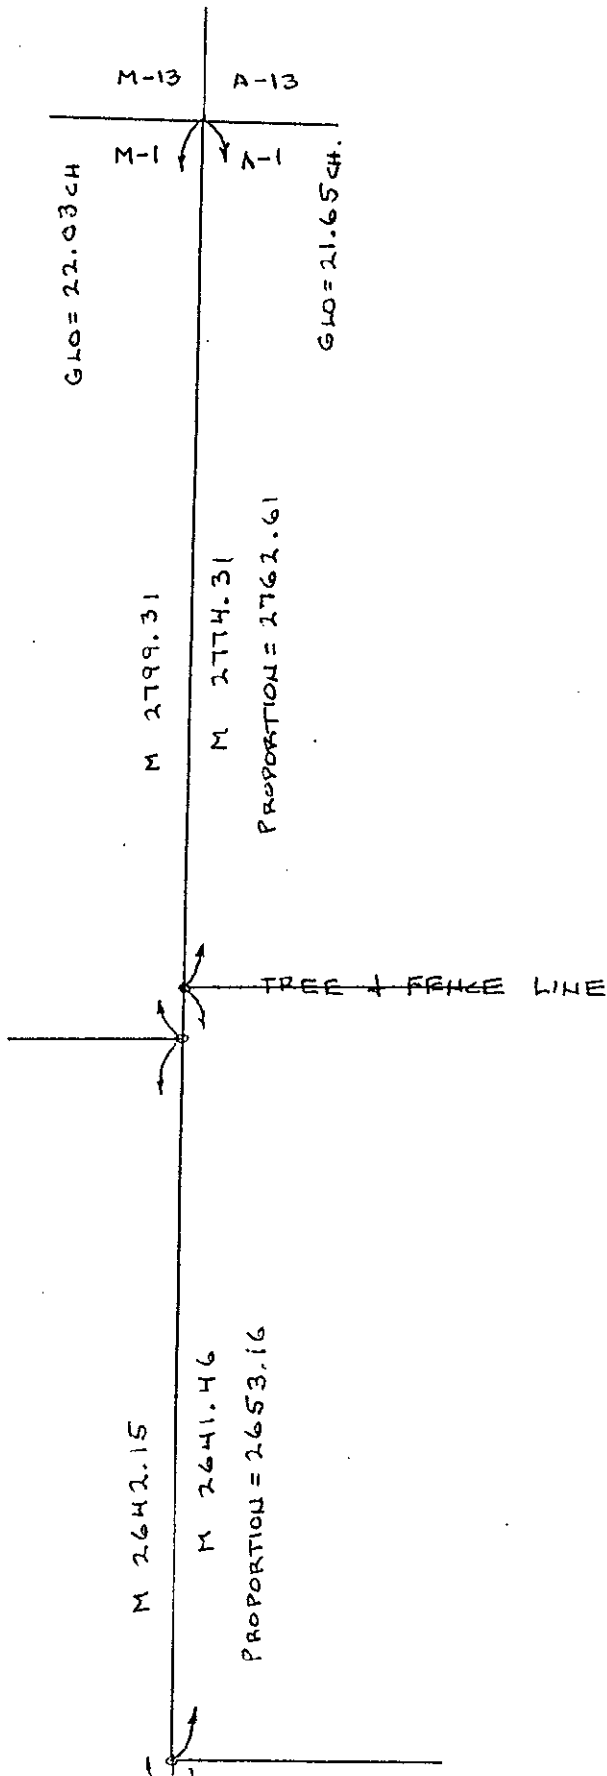 M-13 A-13
M-1 A-1
GLO = 22.03 CH
GLO = 21.65 CH.
M 2799.31
M 2774.31
PROPORTION = 2762.61
TREE & FENCE LINE
M 2642.15
M 2641.46
PROPORTION = 2653.16